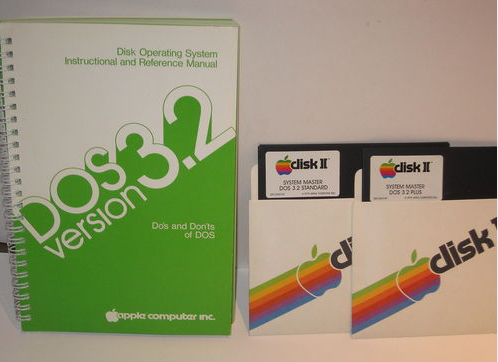 Disk Operating System
Instructional and Reference Manual
DOS 3.2
version
Do's and Don'ts
of DOS
apple computer inc.
disk II
SYSTEM MASTER
DOS 3.2 STANDARD
disk II
SYSTEM MASTER
DOS 3.2 PLUS
di
disk